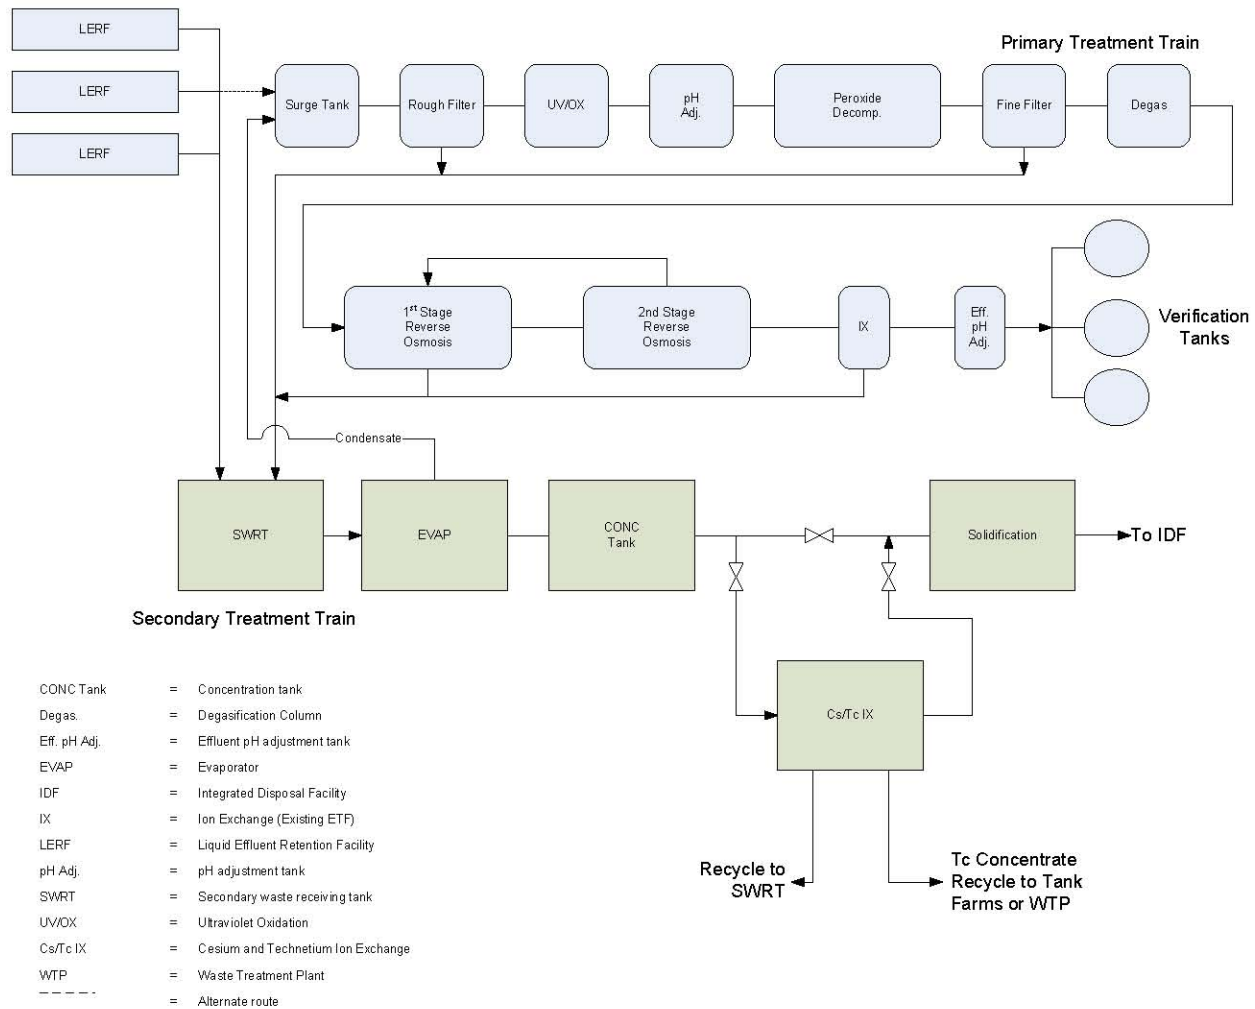 LERF
LERF
LERF
Primary Treatment Train
Surge Tank
Rough Filter
UV/OX
pH
Adj.
Peroxide
Decomp.
Fine Filter
Degas
1st Stage
Reverse
Osmosis
2nd Stage
Reverse
Osmosis
IX
Eff.
pH
Adj.
Verification
Tanks
Condensate
SWRT
EVAP
CONC
Tank
Solidification
To IDF
Secondary Treatment Train
Cs/Tc IX
Recycle to
SWRT
Tc Concentrate
Recycle to Tank
Farms or WTP
CONC Tank = Concentration tank
Degas. = Degasification Column
Eff. pH Adj. = Effluent pH adjustment tank
EVAP = Evaporator
IDF = Integrated Disposal Facility
IX = Ion Exchange (Existing ETF)
LERF = Liquid Effluent Retention Facility
pH Adj. = pH adjustment tank
SWRT = Secondary waste receiving tank
UV/OX = Ultraviolet Oxidation
Cs/Tc IX = Cesium and Technetium Ion Exchange
WTP = Waste Treatment Plant
= Alternate route